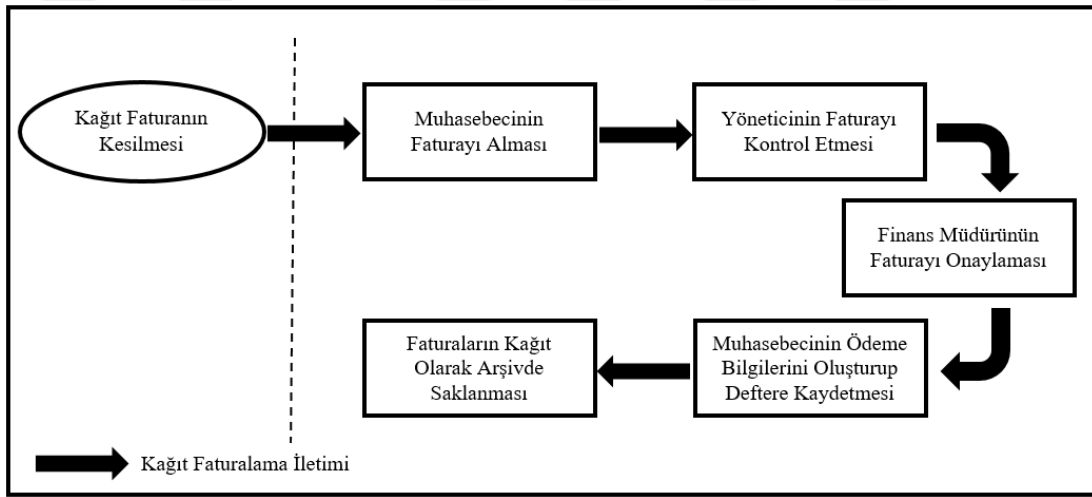 Kağıt Faturanın
Kesilmesi
Muhasebecinin
Faturayı Alması
Yöneticinin Faturayı
Kontrol Etmesi
Finans Müdürünün
Faturayı Onaylaması
Muhasebecinin Ödeme
Bilgilerini Oluşturup
Deftere Kaydetmesi
Faturaların Kağıt
Olarak Arşivde
Saklanması
Kağıt Faturalama İletimi